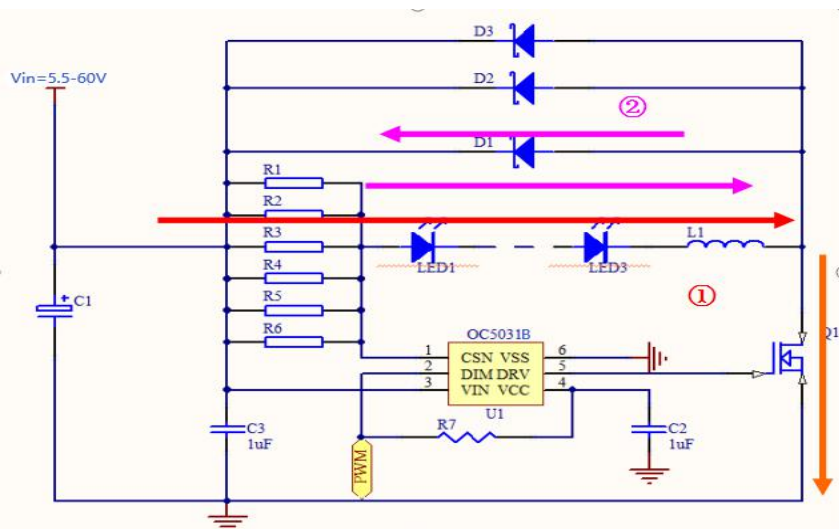 D3
Vin=5.5-60V
D2
②
D1
R1
R2
R3
L1
LED1
LED3
R4
①
C1
R5
R6
OC5031B
Q1
1
CSN VSS
6
2
DIM DRV
5
3
VIN VCC
4
U1
R7
C3
1uF
C2
1uF
PWM